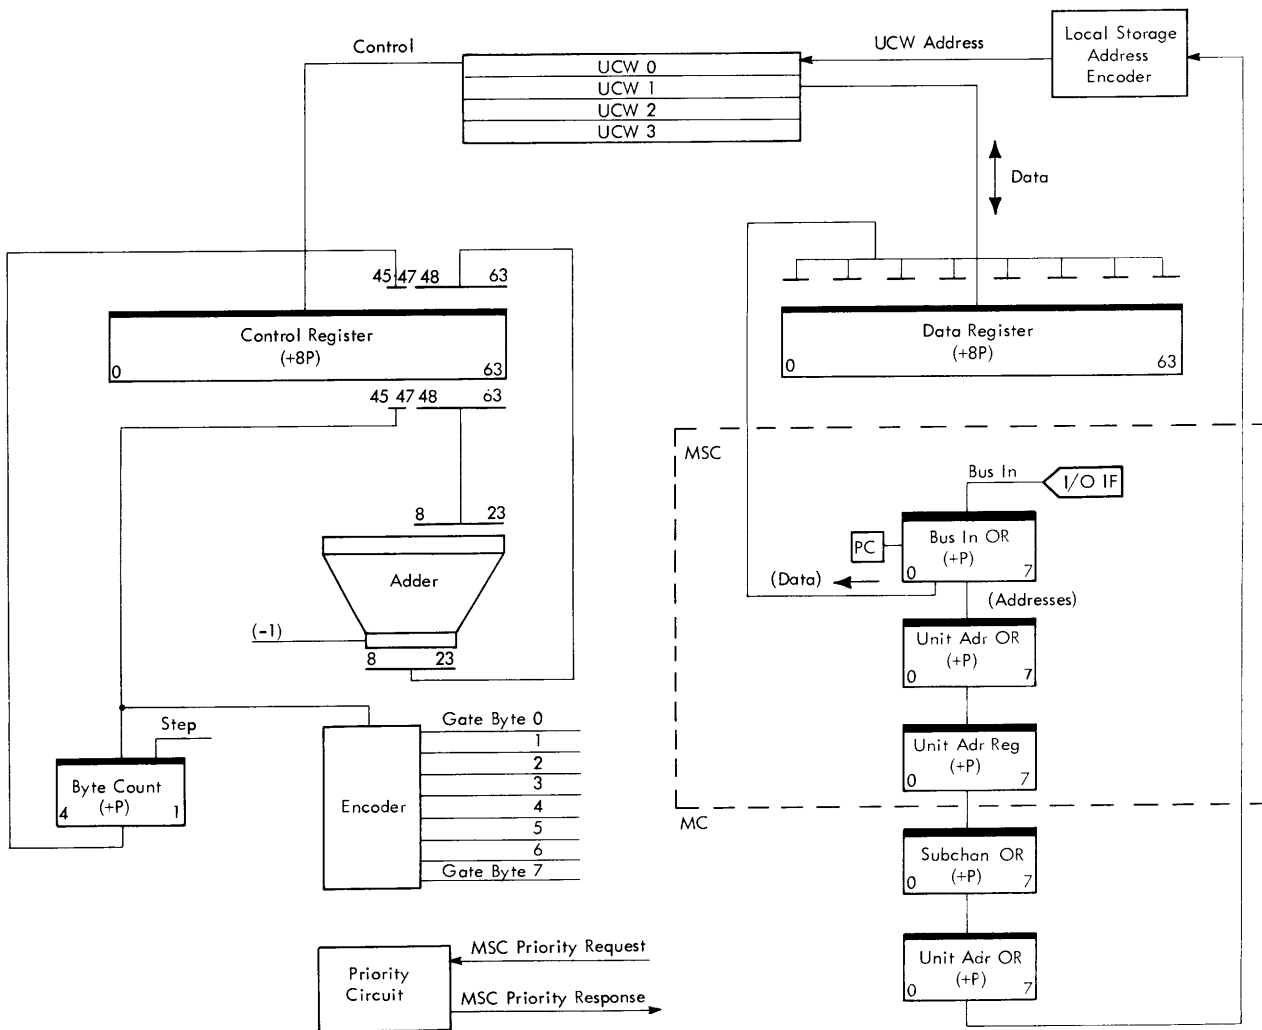 Control
UCW Address
Local Storage
Address
Encoder
UCW 0
UCW 1
UCW 2
UCW 3
Data
45 47 48 63
Control Register
(+8P)
0 63
Data Register
(+8P)
0 63
45 47 48 63
MSC
Bus In
I/O IF
8 23
PC
Bus In OR
(+P)
0 7
Adder
(Data)
(Addresses)
(-1)
8 23
Unit Adr OR
(+P)
0 7
Step
Gate Byte 0
1
2
3
4
5
6
Gate Byte 7
Encoder
Byte Count
(+P)
4 1
Unit Adr Reg
(+P)
0 7
MC
Subchan OR
(+P)
0 7
Unit Adr OR
(+P)
0 7
Priority
Circuit
MSC Priority Request
MSC Priority Response